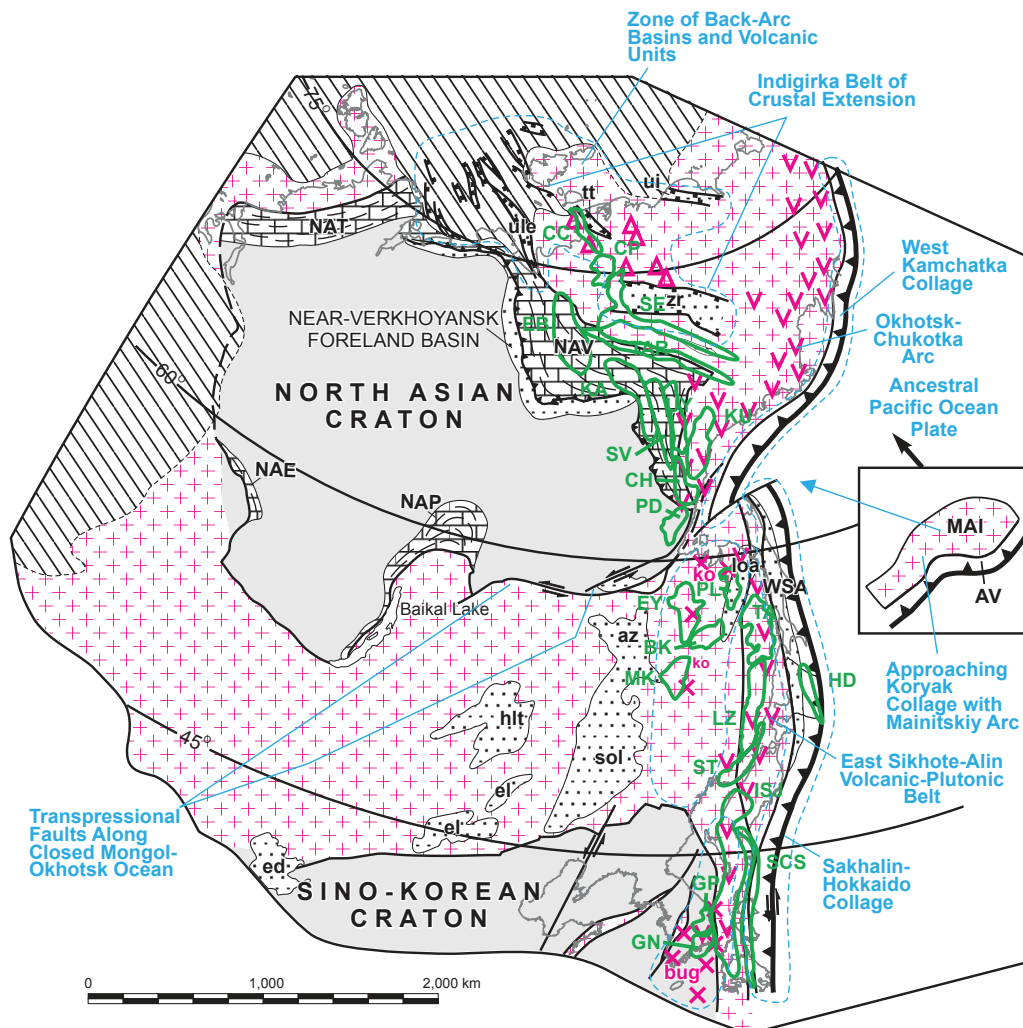 Zone of Back-Arc
Basins and Volcanic
Units
Indigirka Belt of
Crustal Extension
75°
tt
ui
ule
NAT
CC
CP
West
Kamchatka
Collage
SE
zr
NEAR-VERKHOYANSK
FORELAND BASIN
EB
NAV
TAP
Okhotsk-
Chukotka
Arc
60°
NORTH ASIAN
CRATON
KA
Ancestral
Pacific Ocean
Plate
KU
SV
NAE
CH
NAP
PD
MAI
AV
ko
loa
WSA
PL
EY
TA
Baikal Lake
az
BK
ko
MK
HD
Approaching
Koryak
Collage with
Mainitskiy Arc
hlt
LZ
45°
sol
ST
East Sikhote-Alin
Volcanic-Plutonic
Belt
el
IS
Transpressional
Faults Along
Closed Mongol-
Okhotsk Ocean
el
ed
SCS
Sakhalin-
Hokkaido
Collage
SINO-KOREAN
CRATON
GP
GN
bug
0
1,000
2,000 km